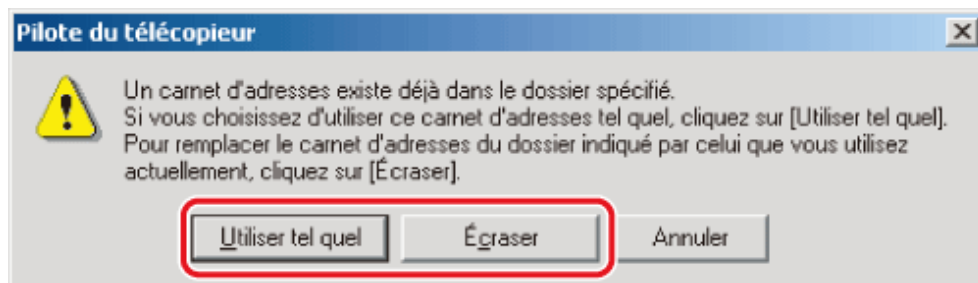 Pilote du télécopieur
Un carnet d'adresses existe déjà dans le dossier spécifié.
Si vous choisissez d'utiliser ce carnet d'adresses tel quel, cliquez sur [Utiliser tel quel].
Pour remplacer le carnet d'adresses du dossier indiqué par celui que vous utilisez
actuellement, cliquez sur [Écraser].
Utiliser tel quel Écraser Annuler